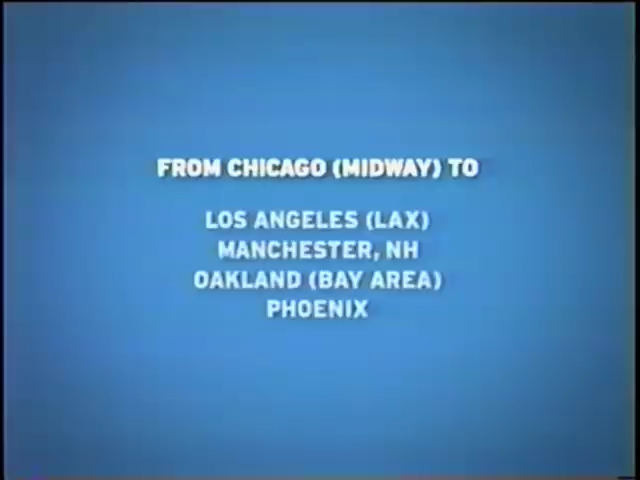 FROM CHICAGO (MIDWAY) TO
LOS ANGELES (LAX)
MANCHESTER, NH
OAKLAND (BAY AREA)
PHOENIX